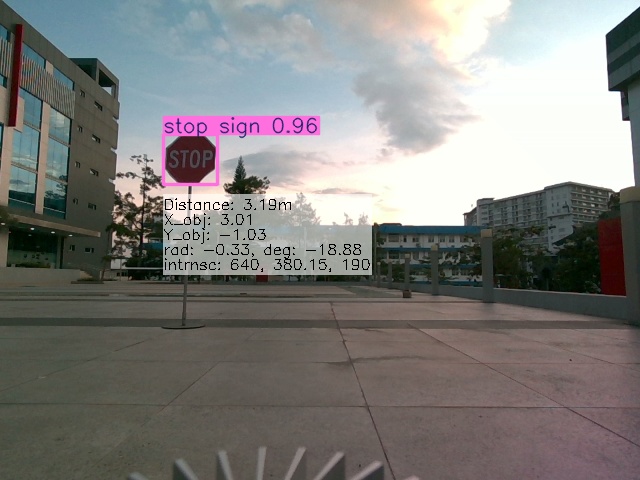 stop sign 0.96
STOP
Distance: 3.19m
X_obj: 3.01
Y_obj: -1.03
rad: -0.33, deg: -18.88
intrnsc: 640, 380.15, 190